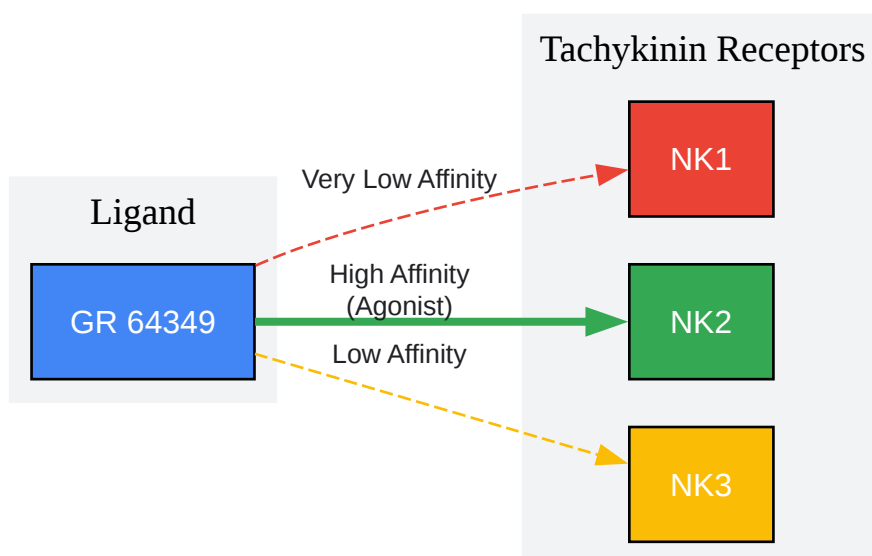 Tachykinin Receptors
NK1
Very Low Affinity
Ligand
High Affinity
(Agonist)
GR 64349
NK2
Low Affinity
NK3